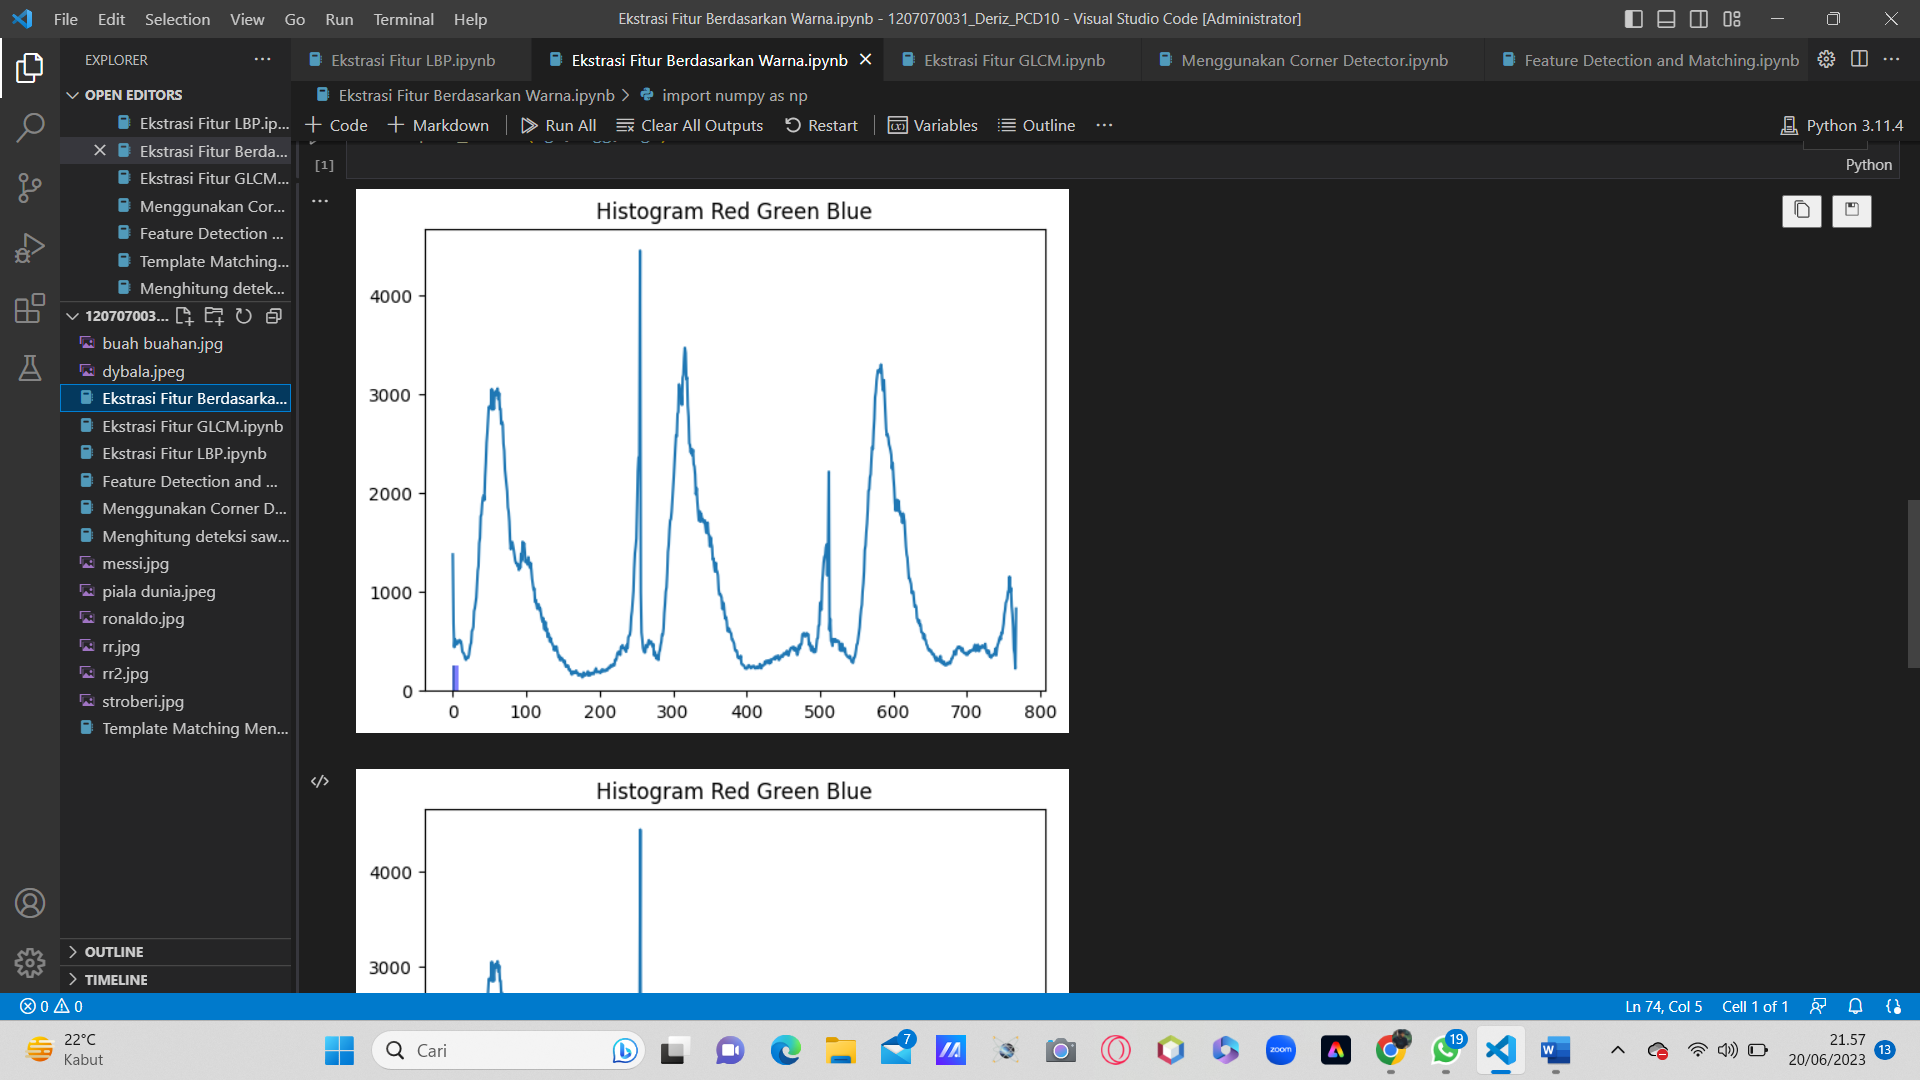 File Edit Selection View Go Run Terminal Help
Ekstrasi Fitur Berdasarkan Warna.ipynb - 1207070031_Deriz_PCD10 - Visual Studio Code [Administrator]
EXPLORER
Ekstrasi Fitur LBP.ipynb
Ekstrasi Fitur Berdasarkan Warna.ipynb
Ekstrasi Fitur GLCM.ipynb
Menggunakan Corner Detector.ipynb
Feature Detection and Matching.ipynb
Ekstrasi Fitur Berdasarkan Warna.ipynb > import numpy as np
Code
Markdown
Run All
Clear All Outputs
Restart
Variables
Outline
Python 3.11.4
OPEN EDITORS
Ekstrasi Fitur LBP.ip...
Ekstrasi Fitur Berda...
Ekstrasi Fitur GLCM...
Menggunakan Cor...
Feature Detection ...
Template Matching...
Menghitung detek...
120707003...
buah buahan.jpg
dybala.jpeg
Ekstrasi Fitur Berdasarka...
Ekstrasi Fitur GLCM.ipynb
Ekstrasi Fitur LBP.ipynb
Feature Detection and ...
Menggunakan Corner D...
Menghitung deteksi saw...
messi.jpg
piala dunia.jpeg
ronaldo.jpg
rr.jpg
rr2.jpg
stroberi.jpg
Template Matching Men...
OUTLINE
TIMELINE
[1]
Python
Histogram Red Green Blue
4000
3000
2000
1000
0
0 100 200 300 400 500 600 700 800
Histogram Red Green Blue
4000
3000
0 0
Ln 74, Col 5
Cell 1 of 1
22°C
Kabut
Cari
7
zoom
19
21.57
20/06/2023
13